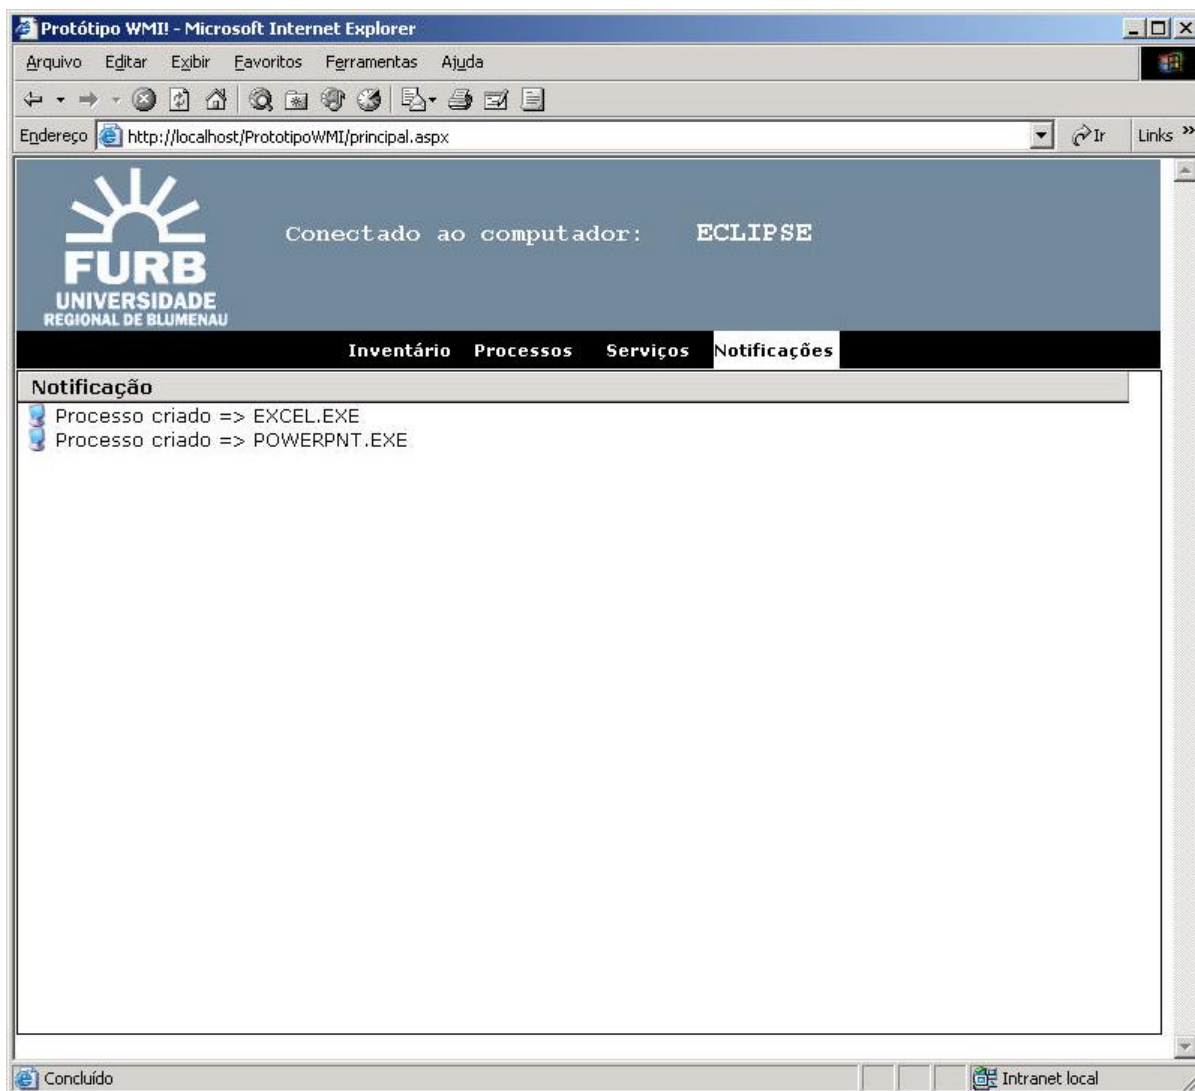 Protótipo WMI! - Microsoft Internet Explorer
Arquivo Editar Exibir Favoritos Ferramentas Ajuda
Endereço http://localhost/PrototipoWMI/principal.aspx Ir Links »
Conectado ao computador: ECLIPSE
FURB
UNIVERSIDADE
REGIONAL DE BLUMENAU
Inventário Processos Serviços Notificações
Notificação
Processo criado => EXCEL.EXE
Processo criado => POWERPNT.EXE
Concluído Intranet local